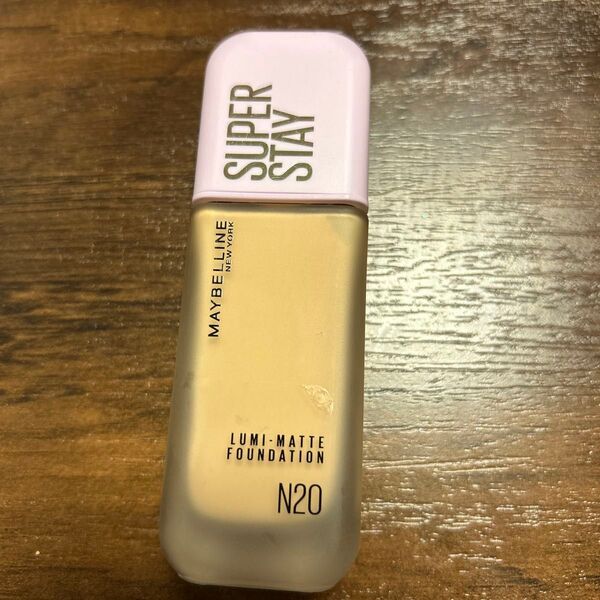 SUPER
STAY
MAYBELLINE
NEW YORK
LUMI-MATTE
FOUNDATION
N20